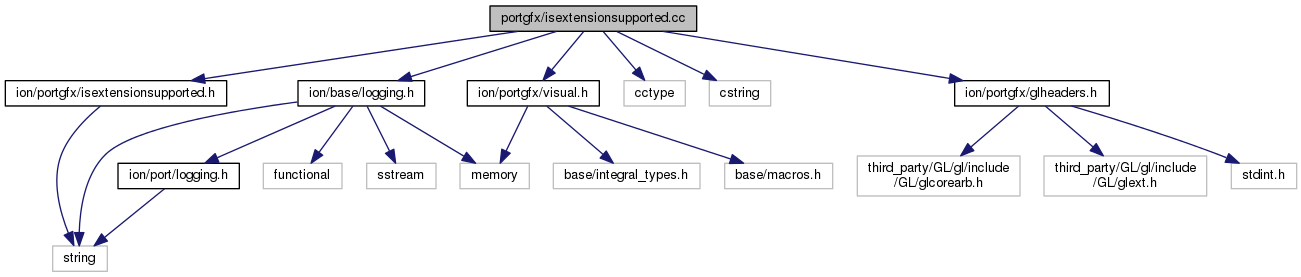 portgfx/isextensionsupported.cc
ion/portgfx/isextensionsupported.h
ion/base/logging.h
ion/portgfx/visual.h
cctype
cstring
ion/portgfx/glheaders.h
ion/port/logging.h
functional
sstream
memory
base/integral_types.h
base/macros.h
third_party/GL/gl/include
/GL/glcorearb.h
third_party/GL/gl/include
/GL/glext.h
stdint.h
string